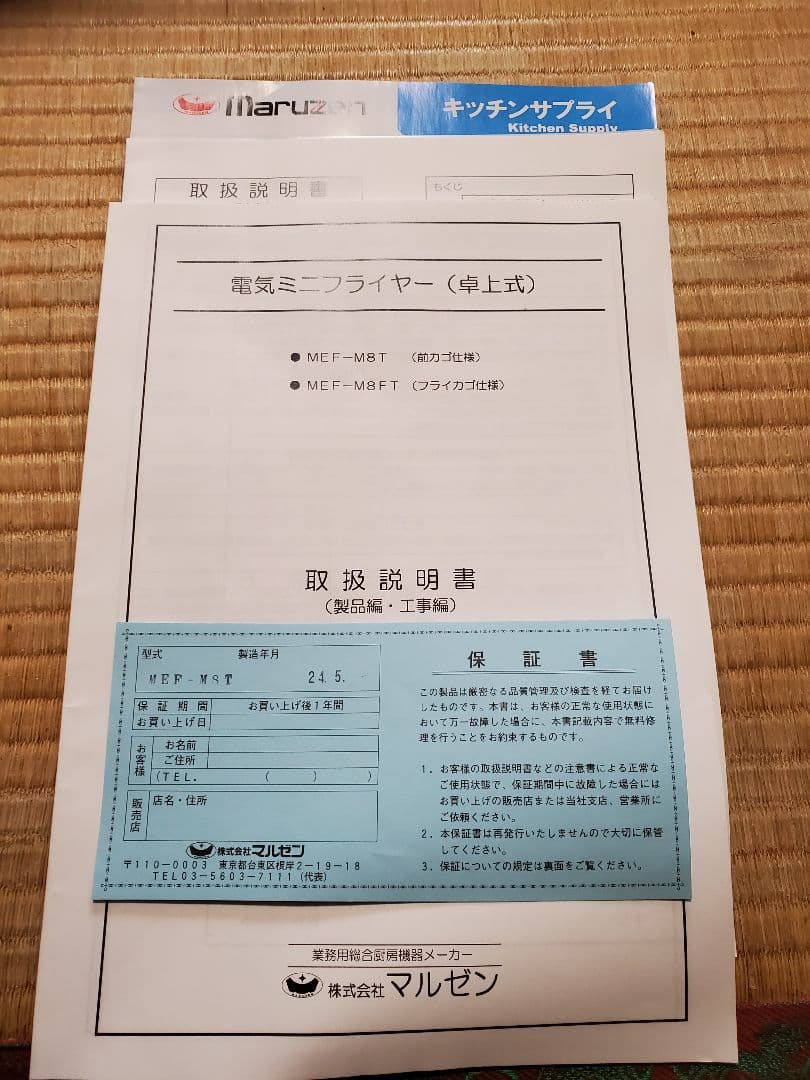 maruzen
キッチンサプライ
Kitchen Supply
取扱説明書
もくじ
電気ミニフライヤー（卓上式）
● MEF－M8T （前カゴ仕様）
● MEF－M8FT （フライカゴ仕様）
取扱説明書
（製品編・工事編）
型式 製造年月
MEF-M8T 24.5.
保証期間 お買い上げ後1年間
お買い上げ日
お客様
お名前
ご住所
（TEL. （ ） ）
販売店
店名・住所
株式会社マルゼン
〒110－0003 東京都台東区根岸2－19－18
TEL03－5603－7111（代表）
保証書
この製品は厳密なる品質管理及び検査を経てお届け
したものです。本書は、お客様の正常な使用状態に
おいて万一故障した場合に、本書記載内容で無料修
理を行うことをお約束するものです。
1．お客様の取扱説明書などの注意書による正常な
ご使用状態で、保証期間中に故障した場合には
お買い上げの販売店または当社支店、営業所に
ご依頼ください。
2．本保証書は再発行いたしませんので大切に保管
してください。
3．保証についての規定は裏面をご覧ください。
業務用総合厨房機器メーカー
株式会社マルゼン